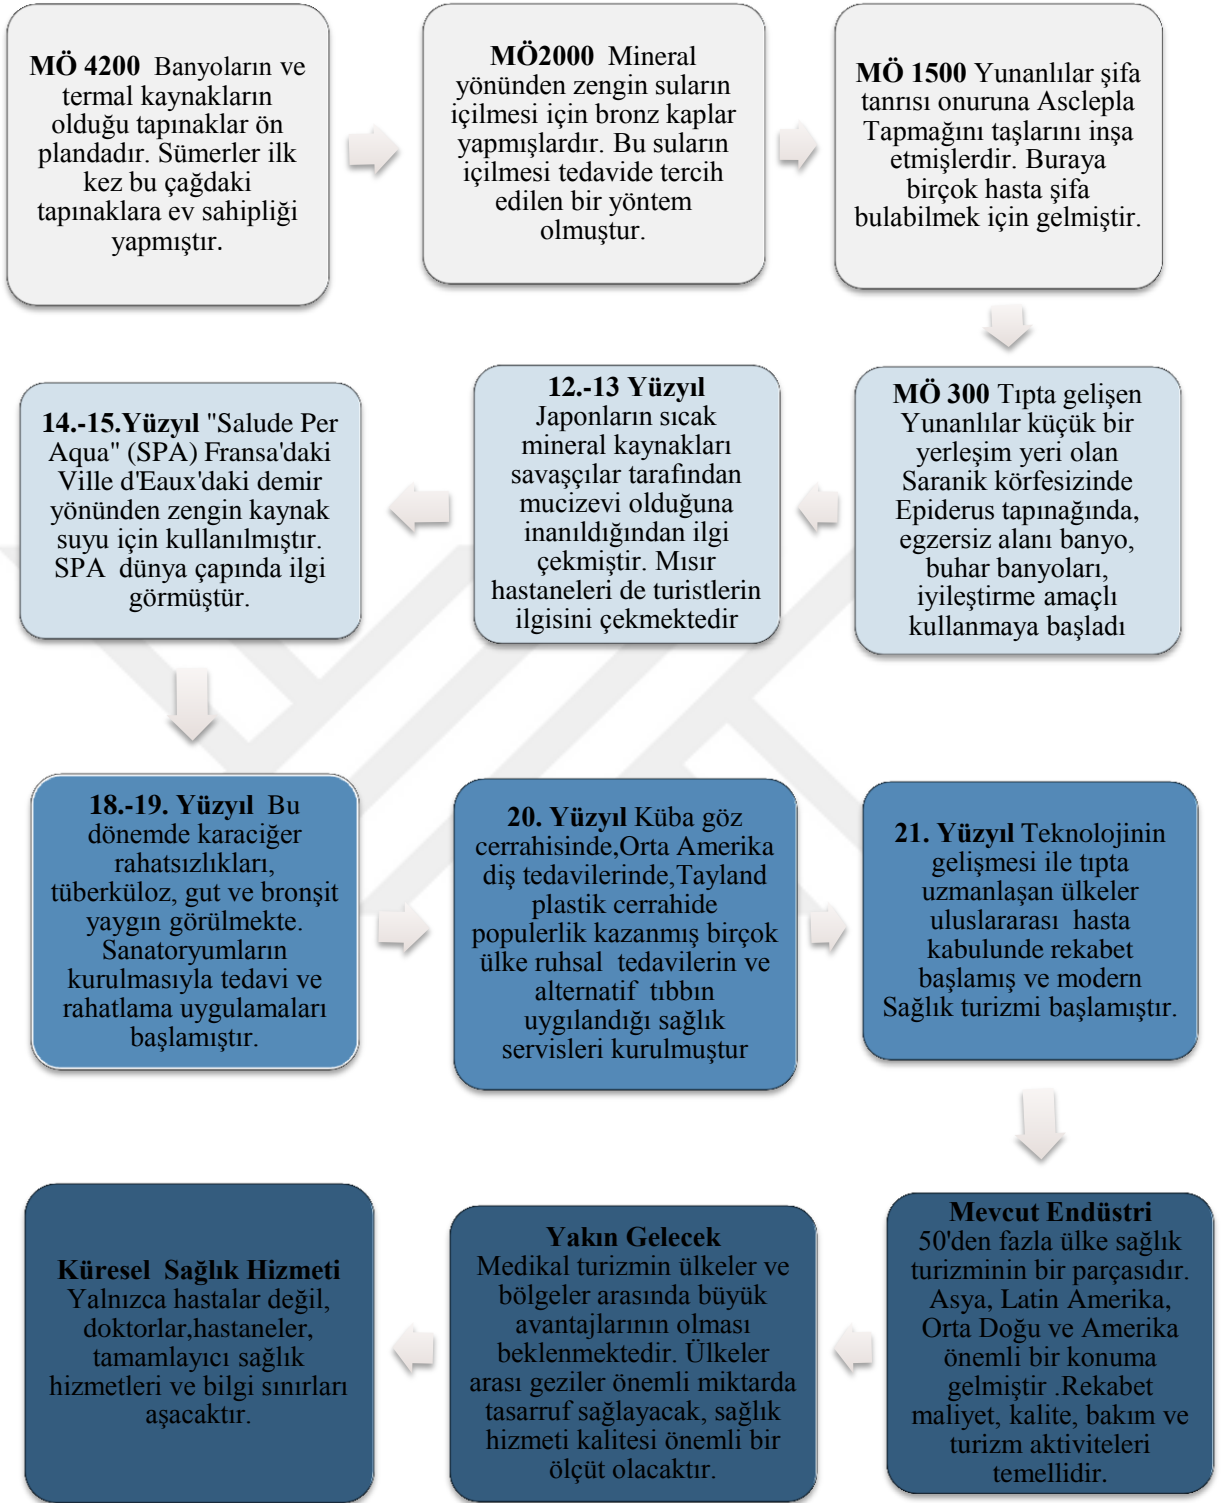 MÖ 4200 Banyoların ve
termal kaynakların
olduğu tapınaklar ön
plandadır. Sümerler ilk
kez bu çağdaki
tapınaklara ev sahipliği
yapmıştır.
MÖ2000 Mineral
yönünden zengin suların
içilmesi için bronz kaplar
yapmışlardır. Bu suların
içilmesi tedavide tercih
edilen bir yöntem
olmuştur.
MÖ 1500 Yunanlılar şifa
tanrısı onuruna Asclepla
Tapmağını taşlarını inşa
etmişlerdir. Buraya
birçok hasta şifa
bulabilmek için gelmiştir.
MÖ 300 Tıpta gelişen
Yunanlılar küçük bir
yerleşim yeri olan
Saranik körfesizinde
Epiderus tapınağında,
egzersiz alanı banyo,
buhar banyoları,
iyileştirme amaçlı
kullanmaya başladı
12.-13 Yüzyıl
Japonların sıcak
mineral kaynakları
savaşçılar tarafından
mucizevi olduğuna
inanıldığından ilgi
çekmiştir. Mısır
hastaneleri de turistlerin
ilgisini çekmektedir
14.-15.Yüzyıl "Salude Per
Aqua" (SPA) Fransa'daki
Ville d'Eaux'daki demir
yönünden zengin kaynak
suyu için kullanılmıştır.
SPA dünya çapında ilgi
görmüştür.
18.-19. Yüzyıl Bu
dönemde karaciğer
rahatsızlıkları,
tüberküloz, gut ve bronşit
yaygın görülmekte.
Sanatoryumların
kurulmasıyla tedavi ve
rahatlama uygulamaları
başlamıştır.
20. Yüzyıl Küba göz
cerrahisinde,Orta Amerika
diş tedavilerinde,Tayland
plastik cerrahide
populerlik kazanmış birçok
ülke ruhsal tedavilerin ve
alternatif tıbbın
uygılandığı sağlık
servisleri kurulmuştur
21. Yüzyıl Teknolojinin
gelişmesi ile tıpta
uzmanlaşan ülkeler
uluslararası hasta
kabulunde rekabet
başlamış ve modern
Sağlık turizmi başlamıştır.
Mevcut Endüstri
50'den fazla ülke sağlık
turizminin bir parçasıdır.
Asya, Latin Amerika,
Orta Doğu ve Amerika
önemli bir konuma
gelmiştir .Rekabet
maliyet, kalite, bakım ve
turizm aktiviteleri
temellidir.
Yakın Gelecek
Medikal turizmin ülkeler ve
bölgeler arasında büyük
avantajlarının olması
beklenmektedir. Ülkeler
arası geziler önemli miktarda
tasarruf sağlayacak, sağlık
hizmeti kalitesi önemli bir
ölçüt olacaktır.
Küresel Sağlık Hizmeti
Yalnızca hastalar değil,
doktorlar,hastaneler,
tamamlayıcı sağlık
hizmetleri ve bilgi sınırları
aşacaktır.